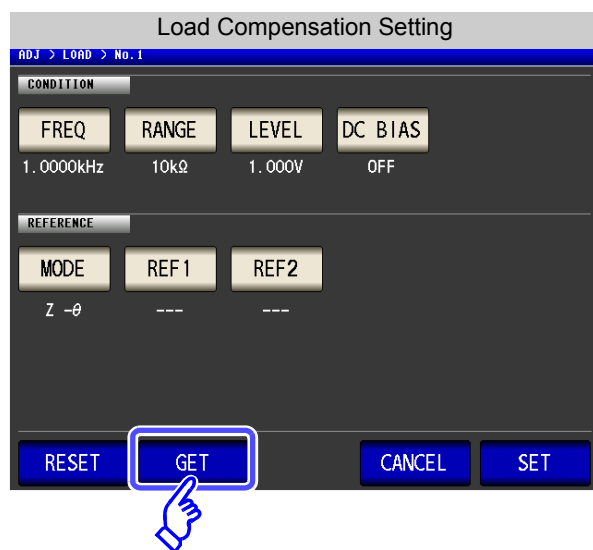 Load Compensation Setting
ADJ > LOAD > No.1
CONDITION
FREQ RANGE LEVEL DC BIAS
1.0000kHz 10kΩ 1.000V OFF
REFERENCE
MODE REF1 REF2
Z -θ --- ---
RESET GET CANCEL SET